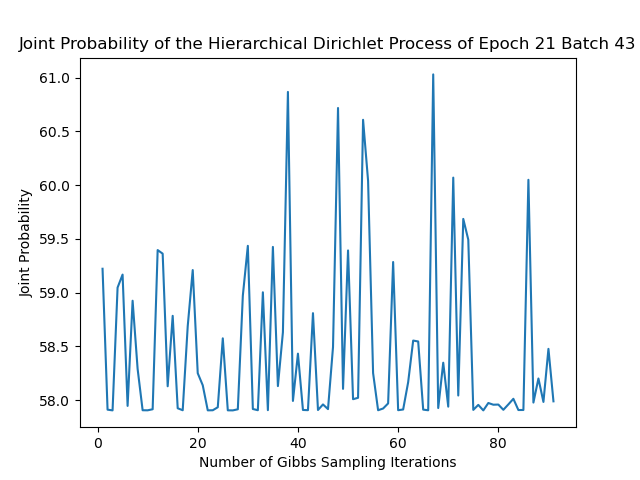 Joint Probability of the Hierarchical Dirichlet Process of Epoch 21 Batch 43
61.0
60.5
60.0
59.5
59.0
58.5
58.0
Joint Probability
0 20 40 60 80
Number of Gibbs Sampling Iterations